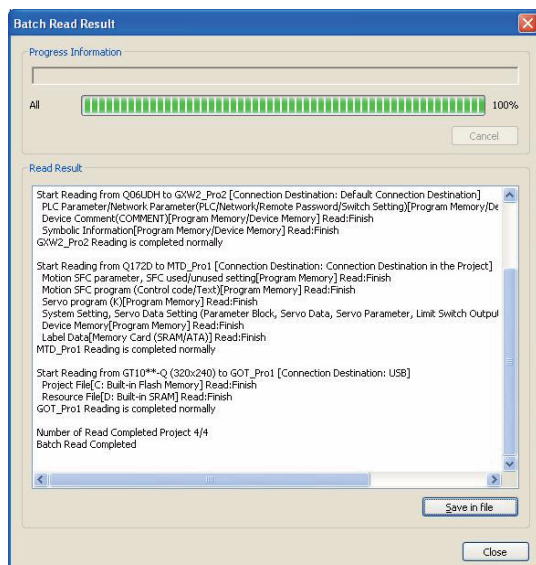 Batch Read Result
Progress Information
All
100%
Cancel
Read Result
Start Reading from Q06UDH to GXW2_Pro2 [Connection Destination: Default Connection Destination]
PLC Parameter/Network Parameter(PLC/Network/Remote Password/Switch Setting)[Program Memory/De
Device Comment(COMMENT)[Program Memory/Device Memory] Read:Finish
Symbolic Information[Program Memory/Device Memory] Read:Finish
GXW2_Pro2 Reading is completed normally
Start Reading from Q172D to MTD_Pro1 [Connection Destination: Connection Destination in the Project]
Motion SFC parameter, SFC used/unused setting[Program Memory] Read:Finish
Motion SFC program (Control code/Text)[Program Memory] Read:Finish
Servo program (K)[Program Memory] Read:Finish
System Setting, Servo Data Setting (Parameter Block, Servo Data, Servo Parameter, Limit Switch Output
Device Memory[Program Memory] Read:Finish
Label Data[Memory Card (SRAM/ATA)] Read:Finish
MTD_Pro1 Reading is completed normally
Start Reading from GT10**-Q (320x240) to GOT_Pro1 [Connection Destination: USB]
Project File[C: Built-in Flash Memory] Read:Finish
Resource File[D: Built-in SRAM] Read:Finish
GOT_Pro1 Reading is completed normally
Number of Read Completed Project 4/4
Batch Read Completed
Save in file
Close